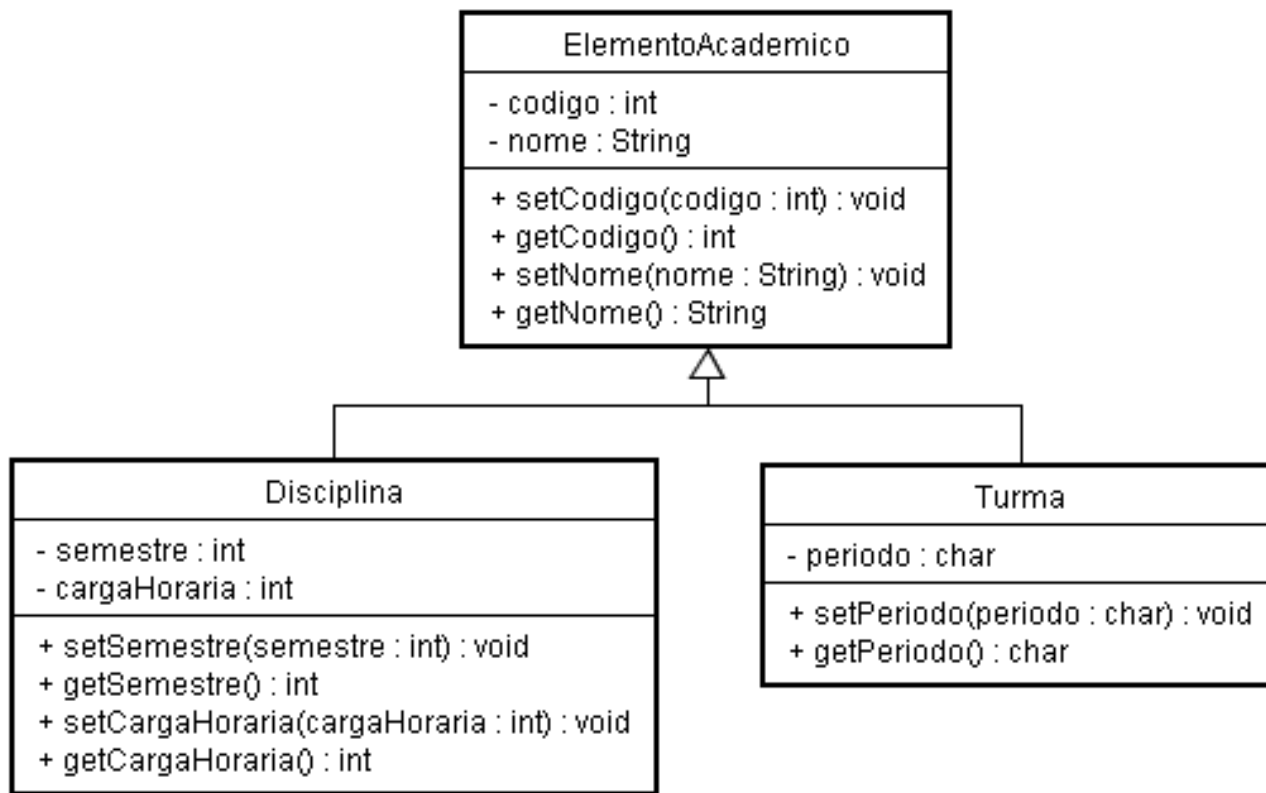 ElementoAcademico
- codigo : int
- nome : String
+ setCodigo(codigo : int) : void
+ getCodigo() : int
+ setNome(nome : String) : void
+ getNome() : String
Disciplina
- semestre : int
- cargaHoraria : int
+ setSemestre(semestre : int) : void
+ getSemestre() : int
+ setCargaHoraria(cargaHoraria : int) : void
+ getCargaHoraria() : int
Turma
- periodo : char
+ setPeriodo(periodo : char) : void
+ getPeriodo() : char